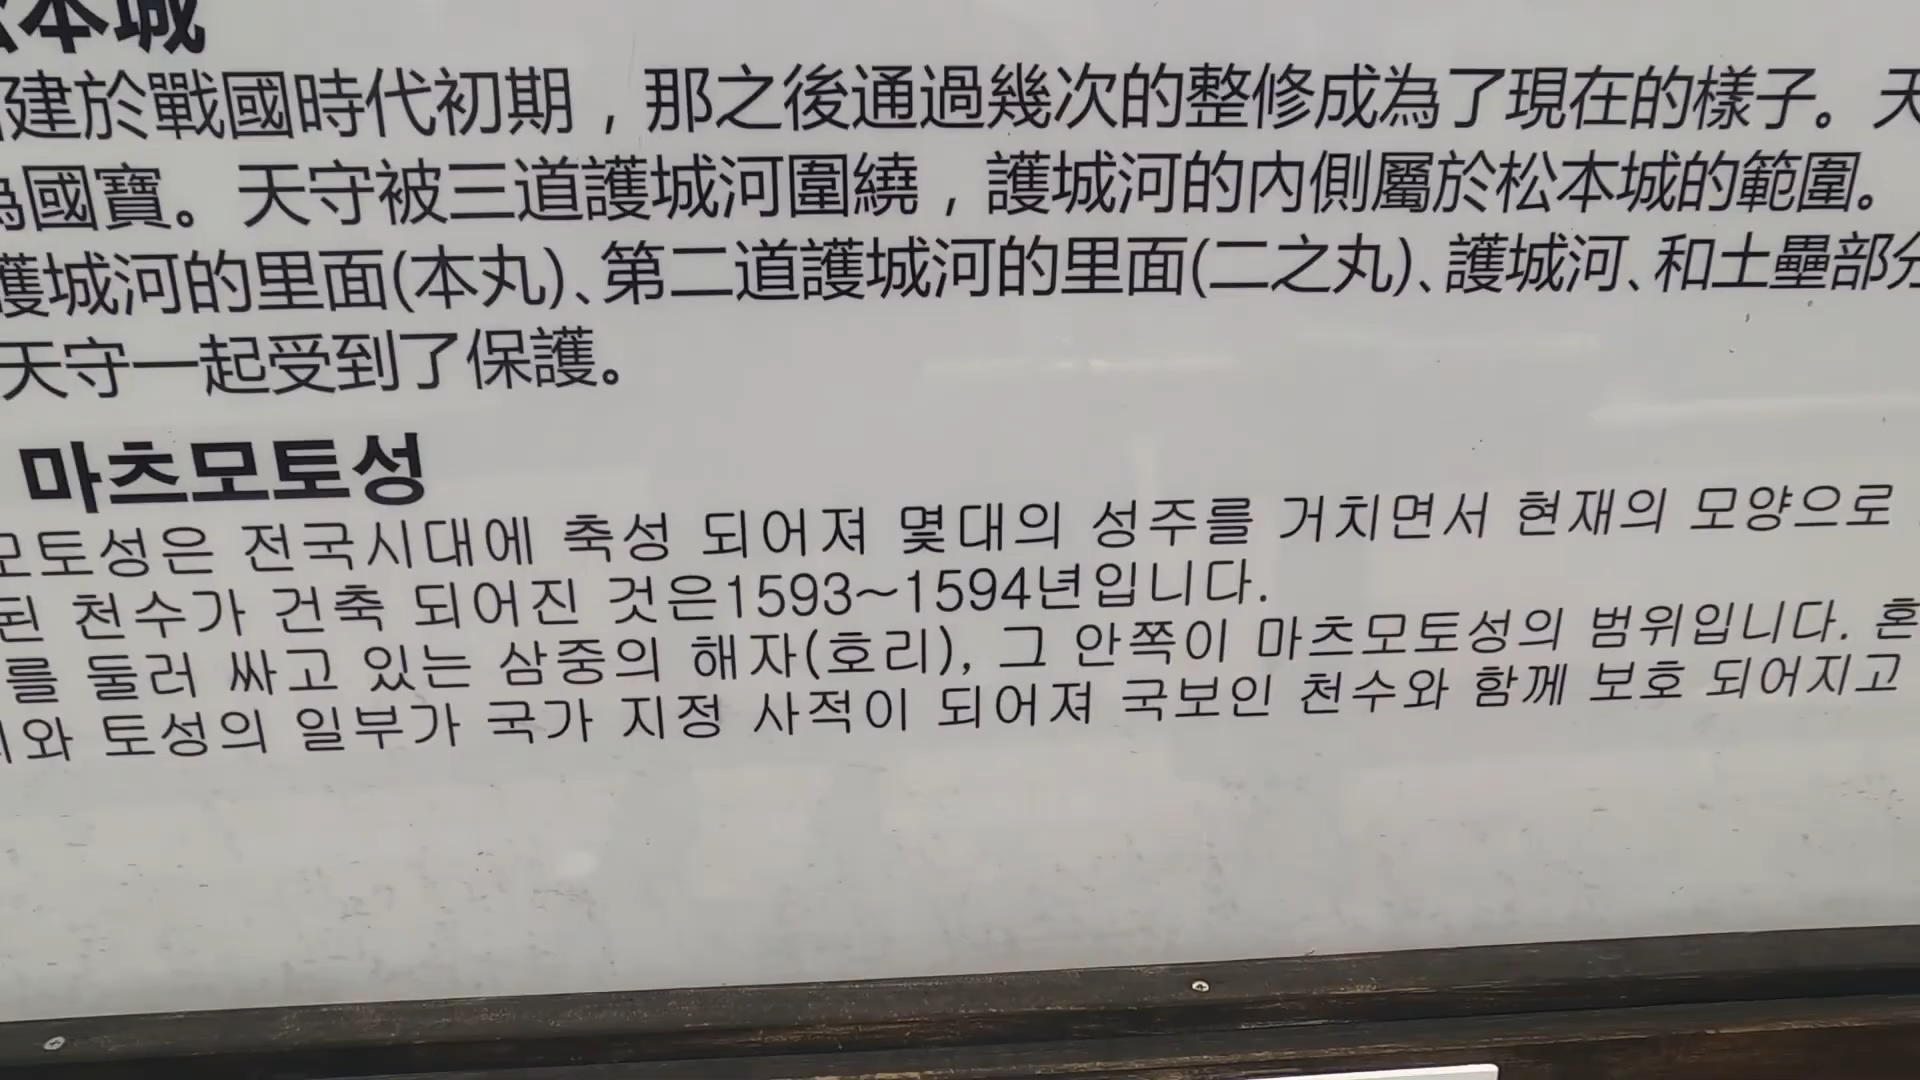 本城
建於戰國時代初期，那之後通過幾次的整修成為了現在的樣子。天
為國寶。天守被三道護城河圍繞，護城河的內側屬於松本城的範圍。
護城河的里面(本丸)、第二道護城河的里面(二之丸)、護城河、和土壘部分
天守一起受到了保護。
마츠모토성
모토성은 전국시대에 축성 되어져 몇대의 성주를 거치면서 현재의 모양으로
된 천수가 건축 되어진 것은1593～1594년입니다.
를 둘러 싸고 있는 삼중의 해자(호리), 그 안쪽이 마츠모토성의 범위입니다. 혼
와 토성의 일부가 국가 지정 사적이 되어져 국보인 천수와 함께 보호 되어지고